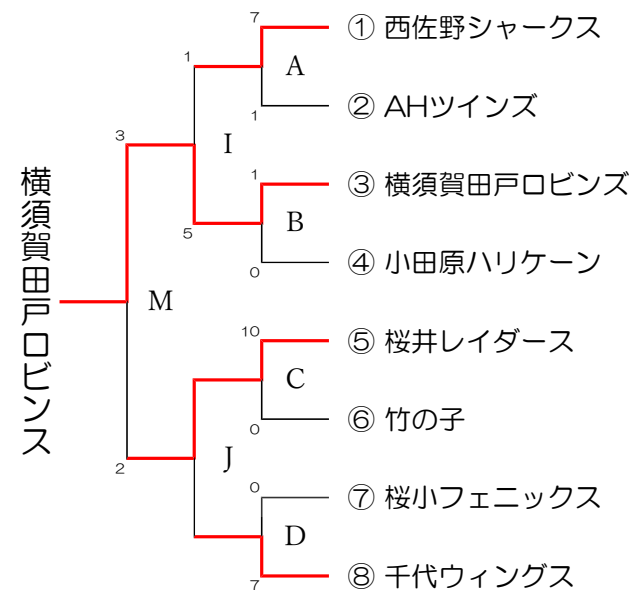 7
① 西佐野シャークス
A
1
1
② AHツインズ
I
3
1
③ 横須賀田戸ロビンズ
B
5
0
④ 小田原ハリケーン
横須賀田戸ロビンス
M
10
⑤ 桜井レイダース
C
0
⑥ 竹の子
2
J
0
⑦ 桜小フェニックス
D
7
⑧ 千代ウィングス